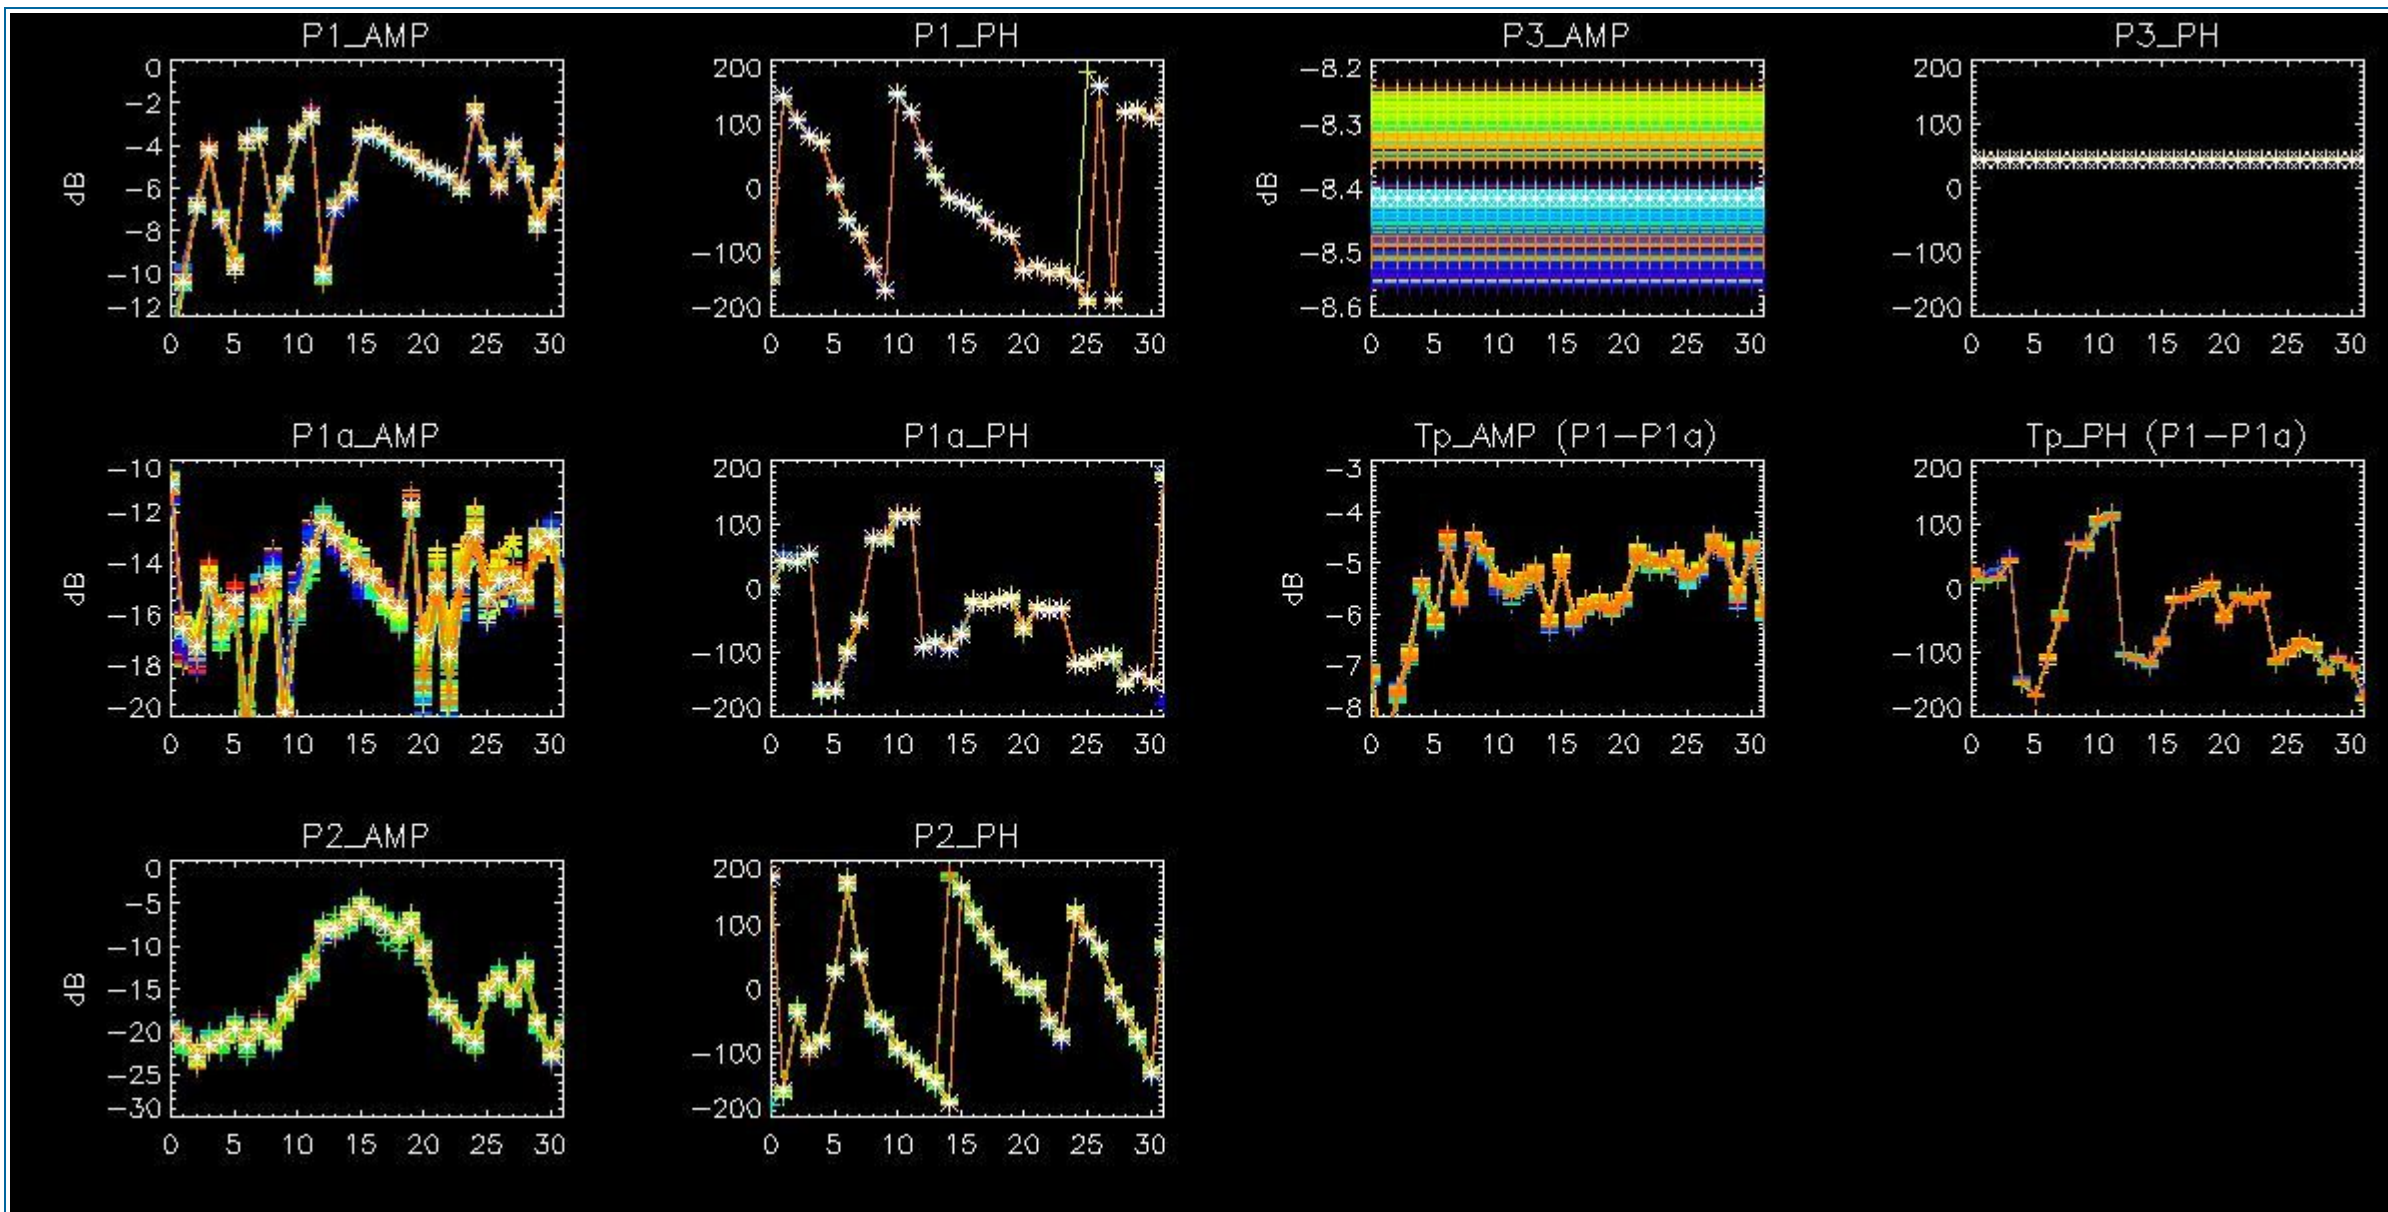 P1_AMP
P1_PH
P3_AMP
P3_PH
0
−2
−4
−6
−8
−10
−12
dB
0 5 10 15 20 25 30
200
100
0
−100
−200
0 5 10 15 20 25 30
−8.2
−8.3
−8.4
−8.5
−8.6
dB
0 5 10 15 20 25 30
200
100
0
−100
−200
0 5 10 15 20 25 30
P1a_AMP
P1a_PH
Tp_AMP (P1−P1a)
Tp_PH (P1−P1a)
−10
−12
−14
−16
−18
−20
dB
0 5 10 15 20 25 30
200
100
0
−100
−200
0 5 10 15 20 25 30
−3
−4
−5
−6
−7
−8
dB
0 5 10 15 20 25 30
200
100
0
−100
−200
0 5 10 15 20 25 30
P2_AMP
P2_PH
0
−5
−10
−15
−20
−25
−30
dB
0 5 10 15 20 25 30
200
100
0
−100
−200
0 5 10 15 20 25 30